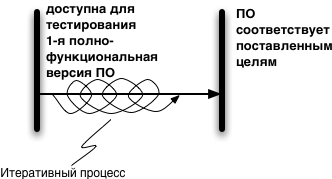 доступна для
тестирования
1-я полно-
функциональная
версия ПО
ПО
соответствует
поставленным
целям
Итеративный процесс